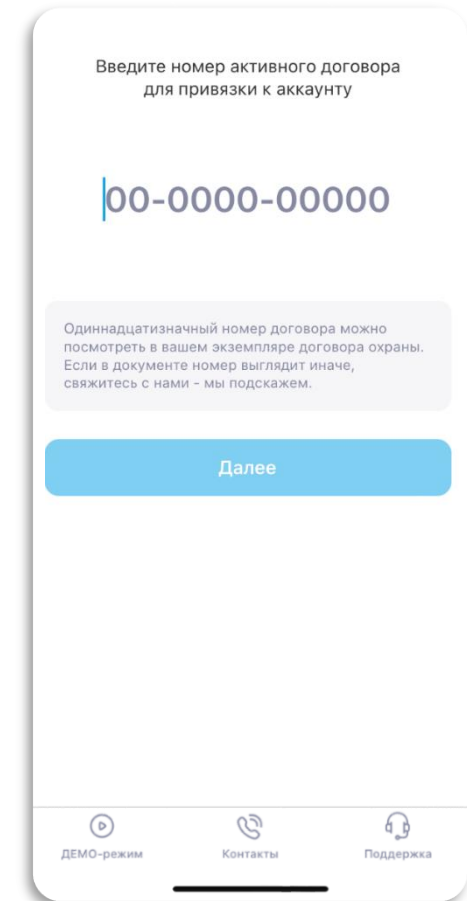 Введите номер активного договора
для привязки к аккаунту
00-0000-00000
Одиннадцатизначный номер договора можно
посмотреть в вашем экземпляре договора охраны.
Если в документе номер выглядит иначе,
свяжитесь с нами - мы подскажем.
Далее
ДЕМО-режим Контакты Поддержка